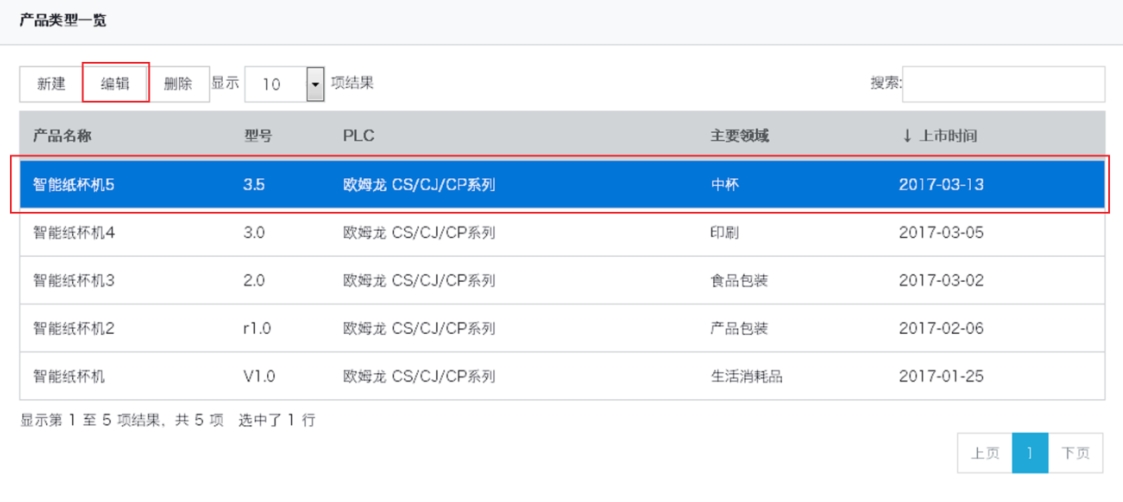 产品类型一览
新建 编辑 删除 显示 10 项结果 搜索:
产品名称 型号 PLC 主要领域 ↓ 上市时间
智能纸杯机5 3.5 欧姆龙 CS/CJ/CP系列 中杯 2017-03-13
智能纸杯机4 3.0 欧姆龙 CS/CJ/CP系列 印刷 2017-03-05
智能纸杯机3 2.0 欧姆龙 CS/CJ/CP系列 食品包装 2017-03-02
智能纸杯机2 r1.0 欧姆龙 CS/CJ/CP系列 产品包装 2017-02-06
智能纸杯机 V1.0 欧姆龙 CS/CJ/CP系列 生活消耗品 2017-01-25
显示第 1 至 5 项结果, 共 5 项 选中了 1 行
上页 1 下页